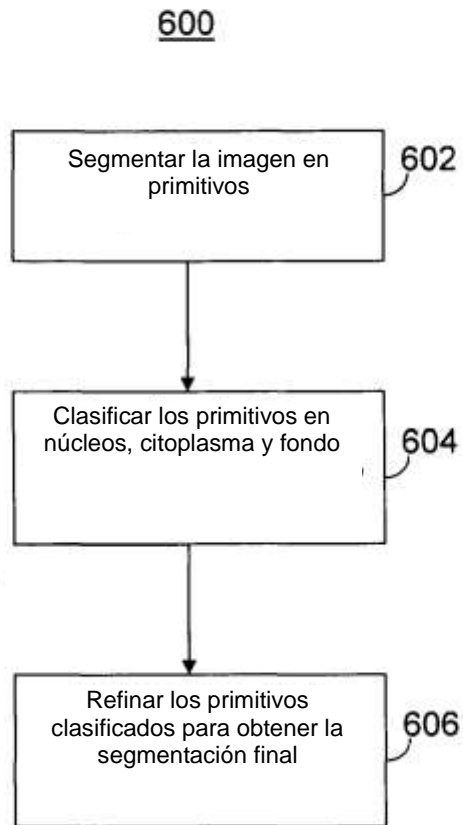 600
Segmentar la imagen en
primitivos
602
Clasificar los primitivos en
núcleos, citoplasma y fondo
604
Refinar los primitivos
clasificados para obtener la
segmentación final
606